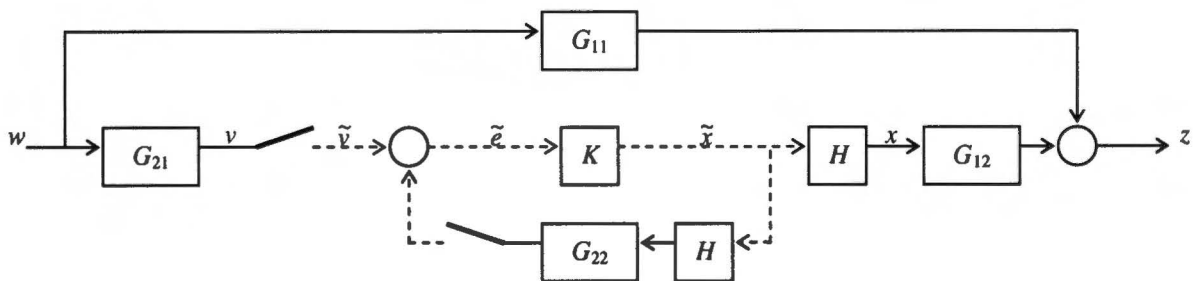 G₁₁
w G₂₁ v ṽ ẽ K x̃ H x G₁₂ z
G₂₂ H